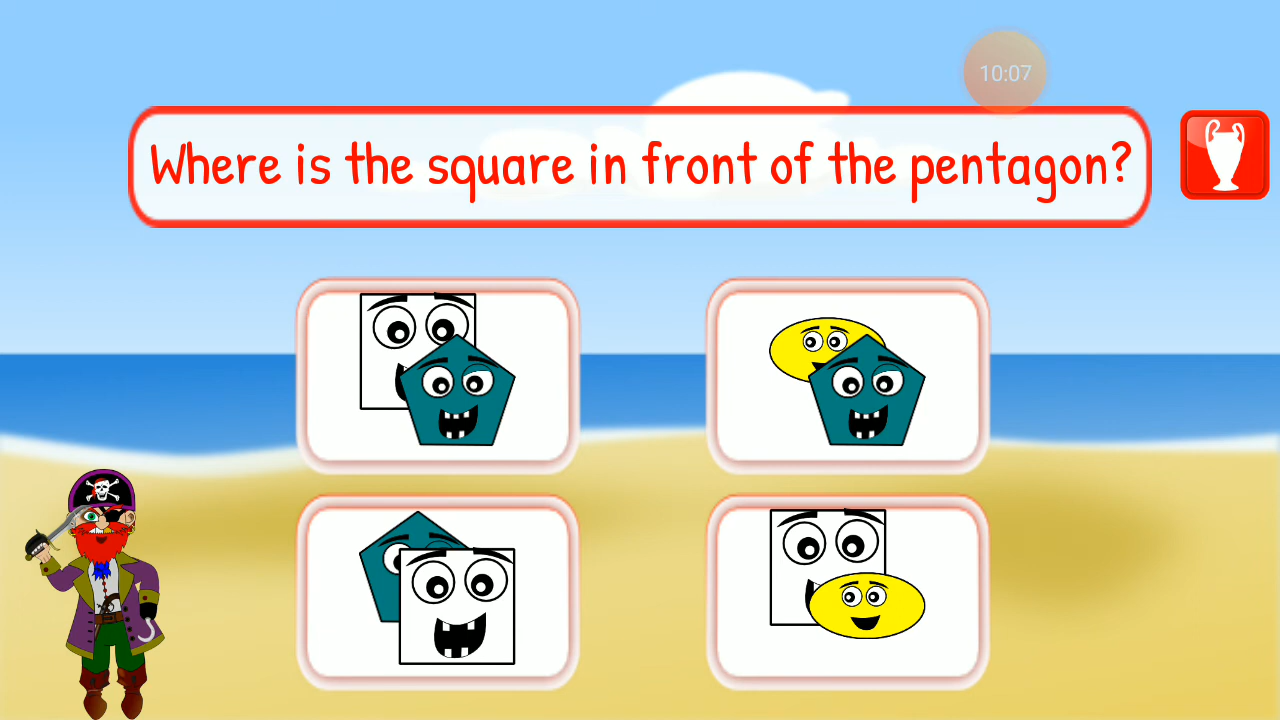 10:07
Where is the square in front of the pentagon?